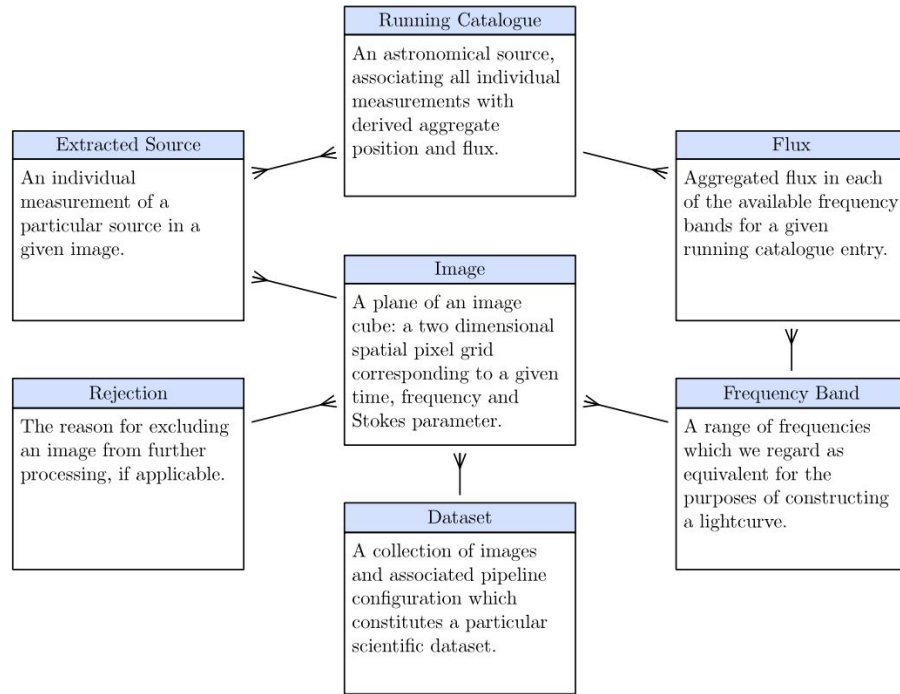 Running Catalogue
An astronomical source,
associating all individual
measurements with
derived aggregate
position and flux.
Extracted Source
An individual
measurement of a
particular source in a
given image.
Flux
Aggregated flux in each
of the available frequency
bands for a given
running catalogue entry.
Image
A plane of an image
cube: a two dimensional
spatial pixel grid
corresponding to a given
time, frequency and
Stokes parameter.
Rejection
The reason for excluding
an image from further
processing, if applicable.
Frequency Band
A range of frequencies
which we regard as
equivalent for the
purposes of constructing
a lightcurve.
Dataset
A collection of images
and associated pipeline
configuration which
constitutes a particular
scientific dataset.